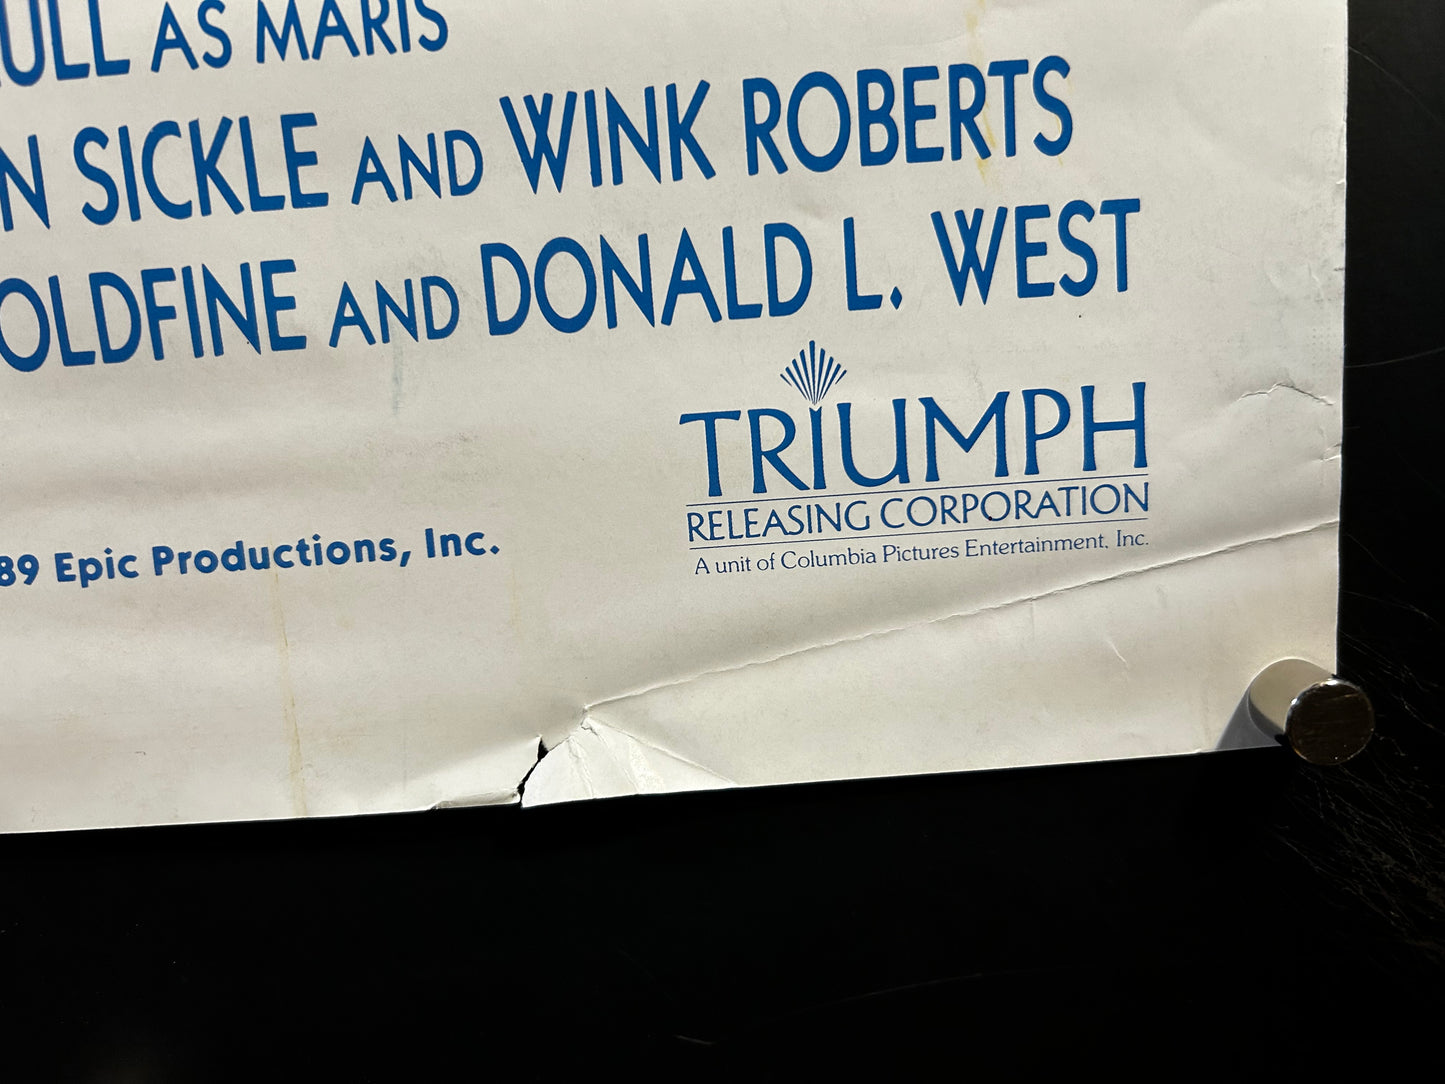 AS MARIS
SICKLE AND WINK ROBERTS
OLDFINE AND DONALD L. WEST
TRIUMPH
RELEASING CORPORATION
A unit of Columbia Pictures Entertainment, Inc.
89 Epic Productions, Inc.